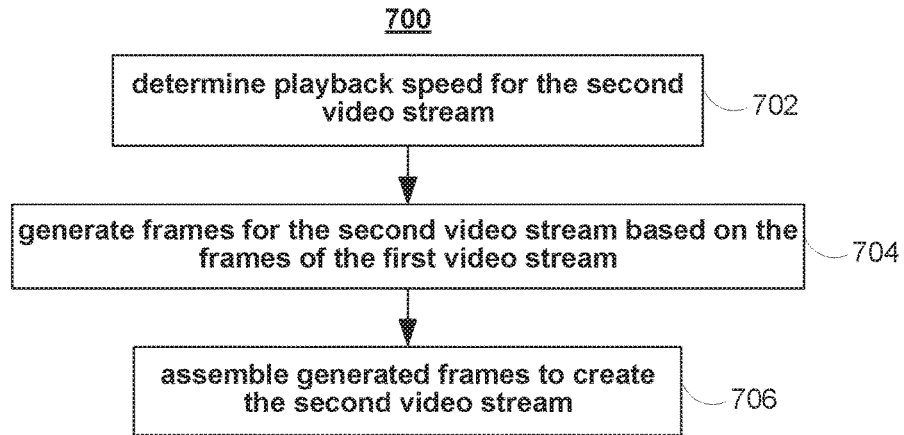 700
determine playback speed for the second
video stream
702
generate frames for the second video stream based on the
frames of the first video stream
704
assemble generated frames to create
the second video stream
706